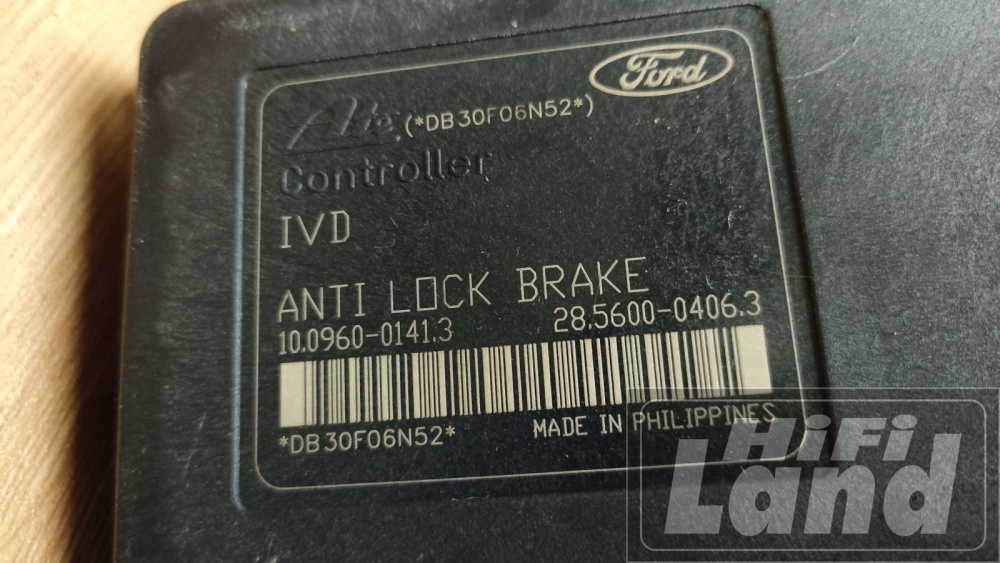 Ford
Ate (*DB30F06N52*)
Controller
IVD
ANTI LOCK BRAKE
10.0960-0141.3 28.5600-0406.3
*DB30F06N52* MADE IN PHILIPPINES
HiFi
Land